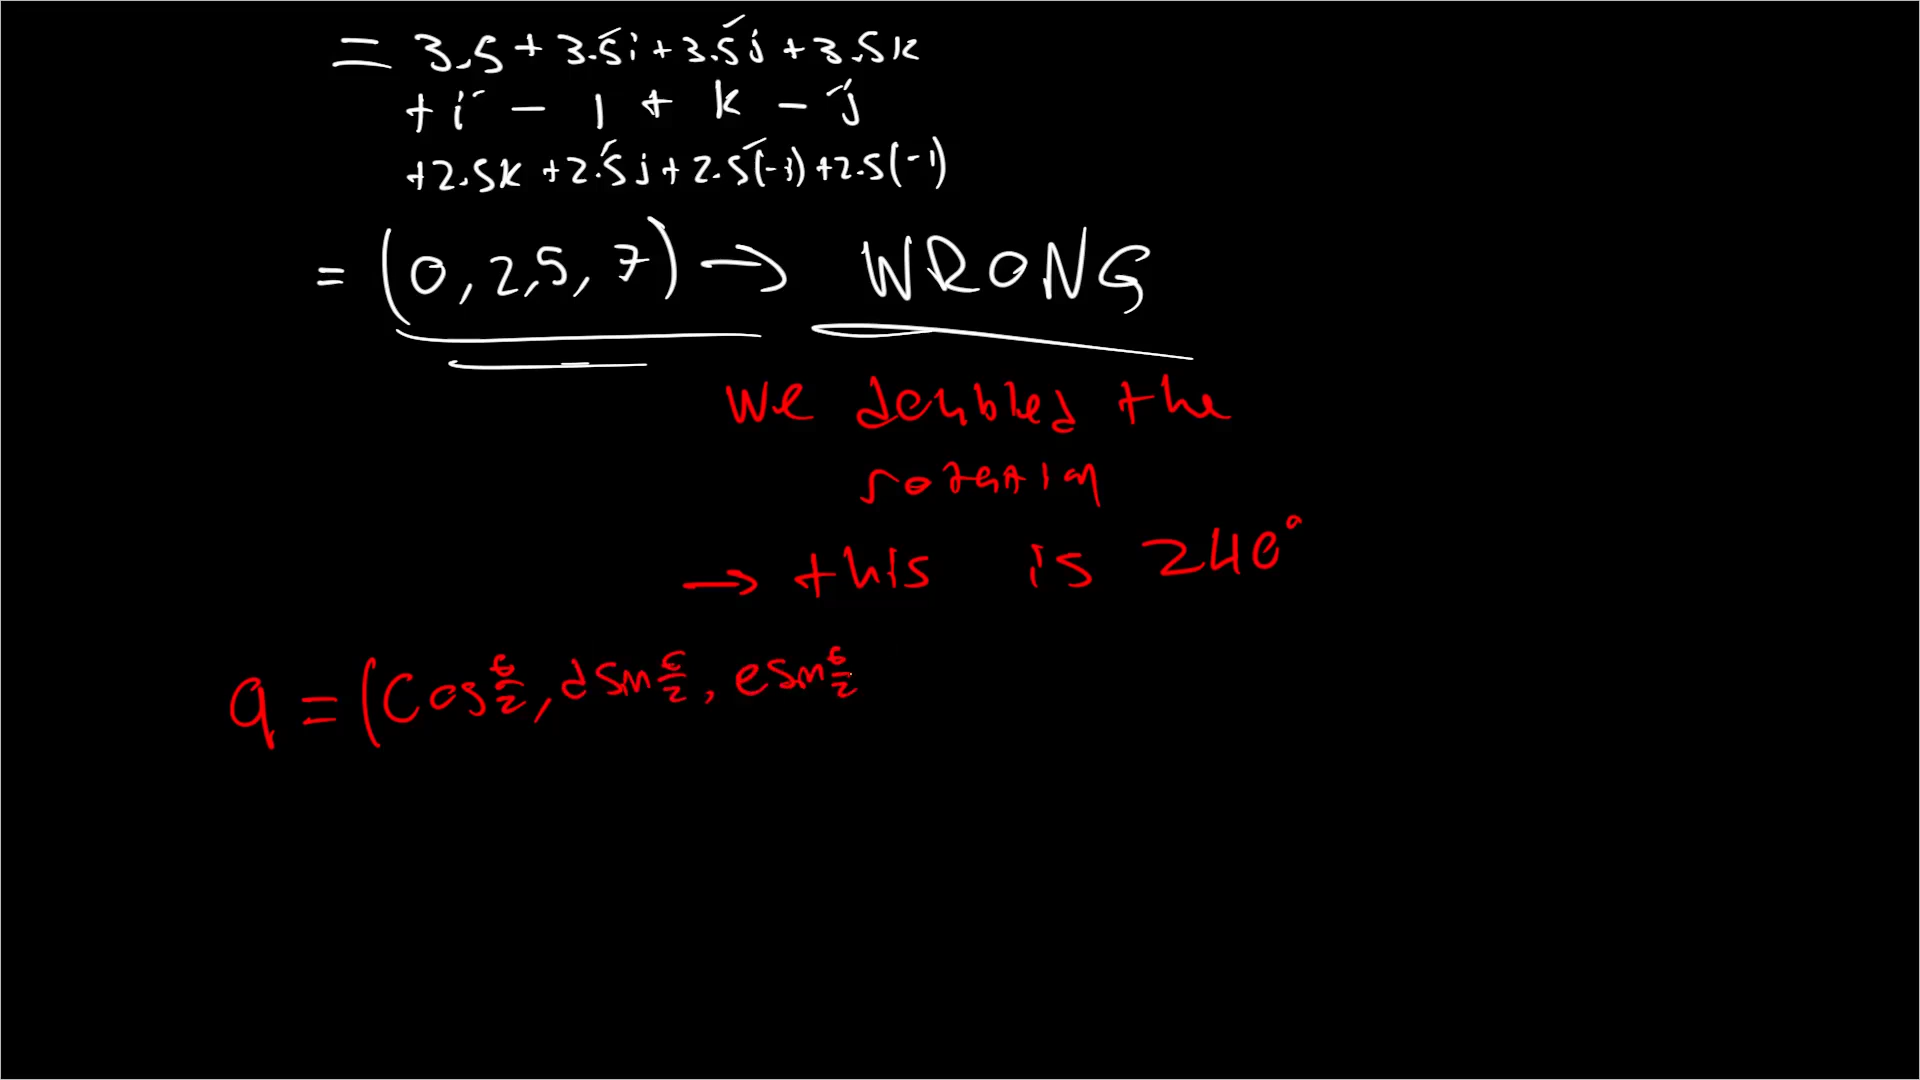 = 3.5 + 3.5i + 3.5j + 3.5k
+ i - 1 + k - j
+2.5k +2.5j + 2.5(-1) +2.5(-1)
= (0, 2, 5, 7) → WRONG
we doubled the
rotation
→ this is 240°
q = (Cos θ/2, d sin θ/2, e sin θ/2